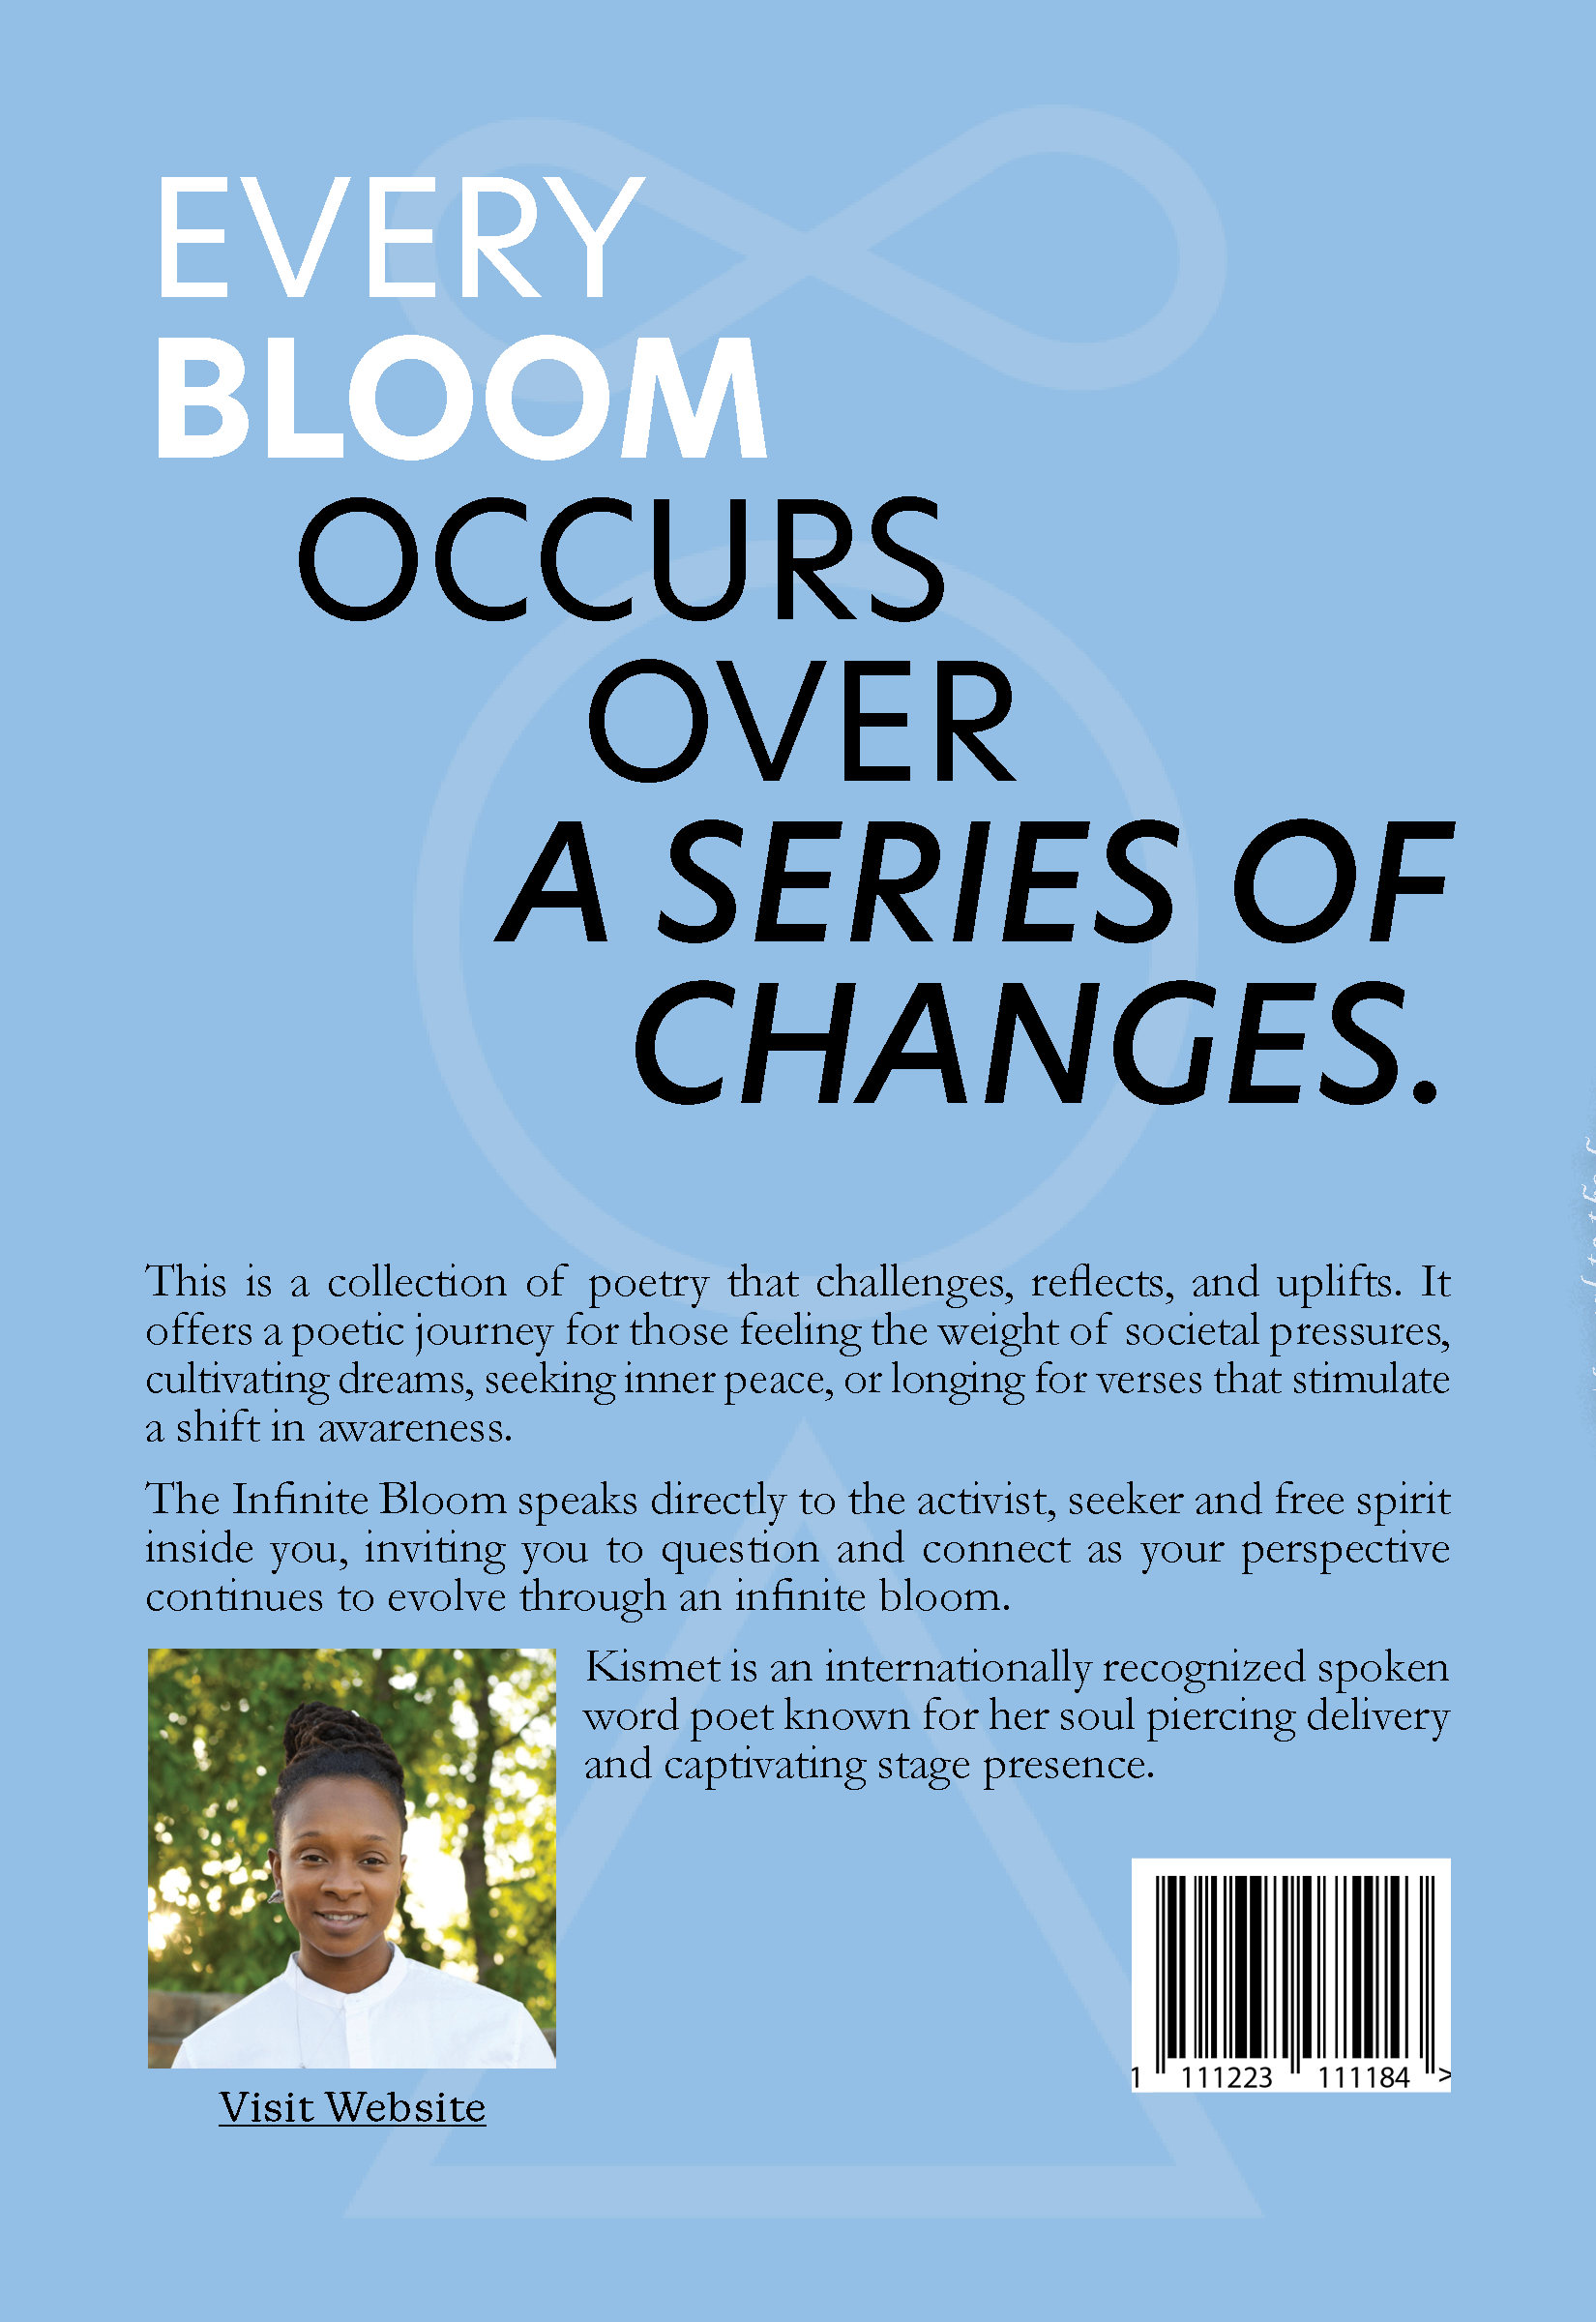 EVERY
BLOOM
OCCURS
OVER
A SERIES OF
CHANGES.
This is a collection of poetry that challenges, reflects, and uplifts. It
offers a poetic journey for those feeling the weight of societal pressures,
cultivating dreams, seeking inner peace, or longing for verses that stimulate
a shift in awareness.
The Infinite Bloom speaks directly to the activist, seeker and free spirit
inside you, inviting you to question and connect as your perspective
continues to evolve through an infinite bloom.
Kismet is an internationally recognized spoken
word poet known for her soul piercing delivery
and captivating stage presence.
1 111223 111184 >
Visit Website